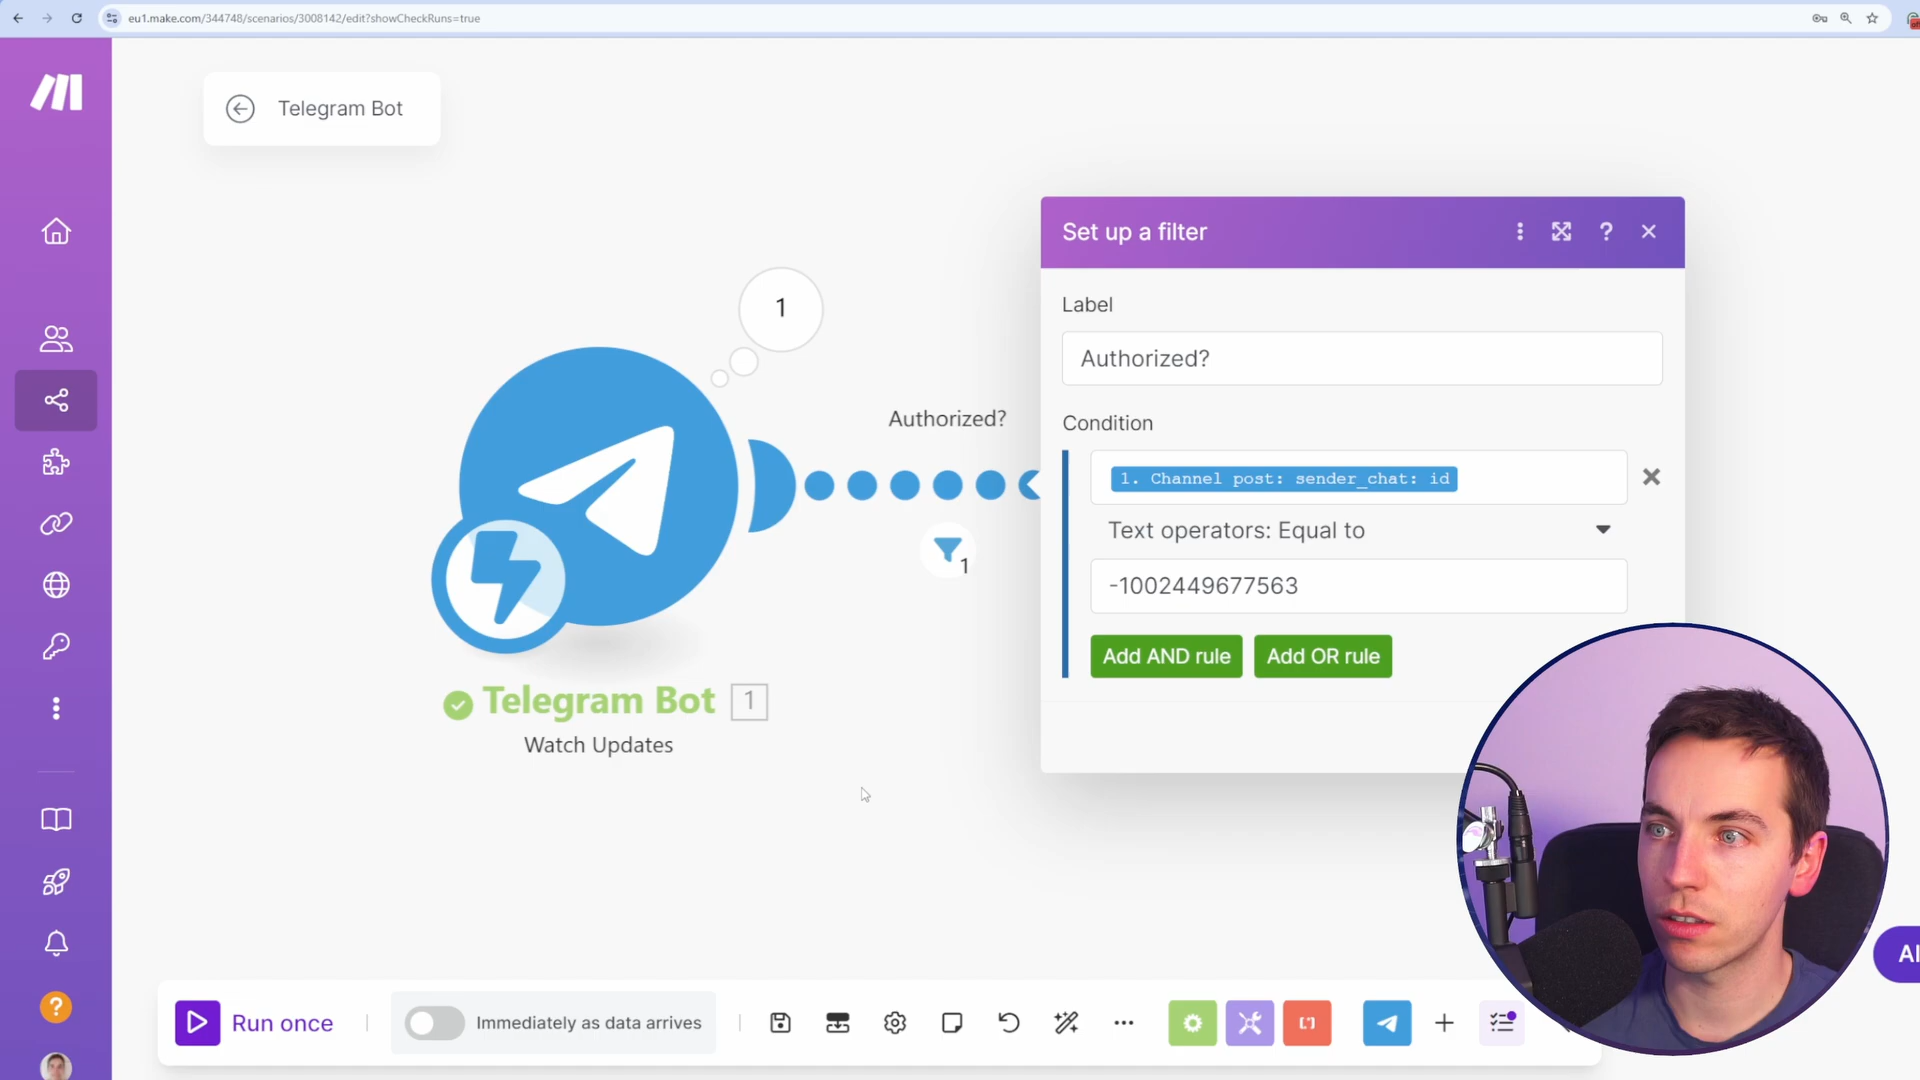 eu1.make.com/344748/scenarios/3008142/edit?showCheckRuns=true
Telegram Bot
Set up a filter
?
Label
Authorized?
1
Authorized?
Condition
1. Channel post: sender_chat: id
Text operators: Equal to
1
-1002449677563
Add AND rule
Add OR rule
Telegram Bot 1
Watch Updates
AI
?
Run once
Immediately as data arrives